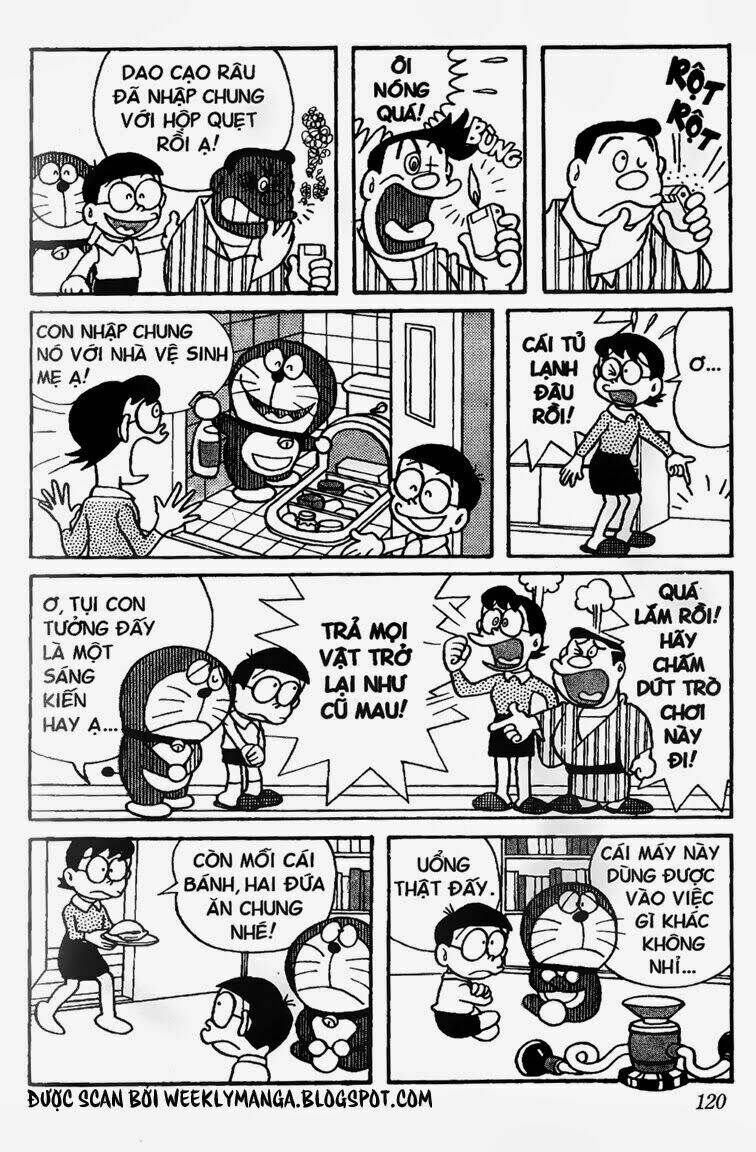 RỘT
RỘT
BÙNG
ÔI
NÓNG
QUÁ!
DAO CẠO RÂU
ĐÃ NHẬP CHUNG
VỚI HỘP QUẸT
RỒI Ạ!
Ơ...
CÁI TỦ
LẠNH
ĐÂU
RỒI!
CON NHẬP CHUNG
NÓ VỚI NHÀ VỆ SINH
MẸ Ạ!
QUÁ
LẮM RỒI!
HÃY
CHẤM
DỨT TRÒ
CHƠI
NÀY
ĐI!
TRẢ MỌI
VẬT TRỞ
LẠI NHƯ
CŨ MAU!
Ơ, TỤI CON
TƯỞNG ĐẤY
LÀ MỘT
SÁNG
KIẾN
HAY Ạ...
CÁI MÁY NÀY
DÙNG ĐƯỢC
VÀO VIỆC
GÌ KHÁC
KHÔNG
NHỈ...
UỔNG
THẬT ĐẤY.
CÒN MỖI CÁI
BÁNH, HAI ĐỨA
ĂN CHUNG
NHÉ!
ĐƯỢC SCAN BỞI WEEKLYMANGA.BLOGSPOT.COM
120